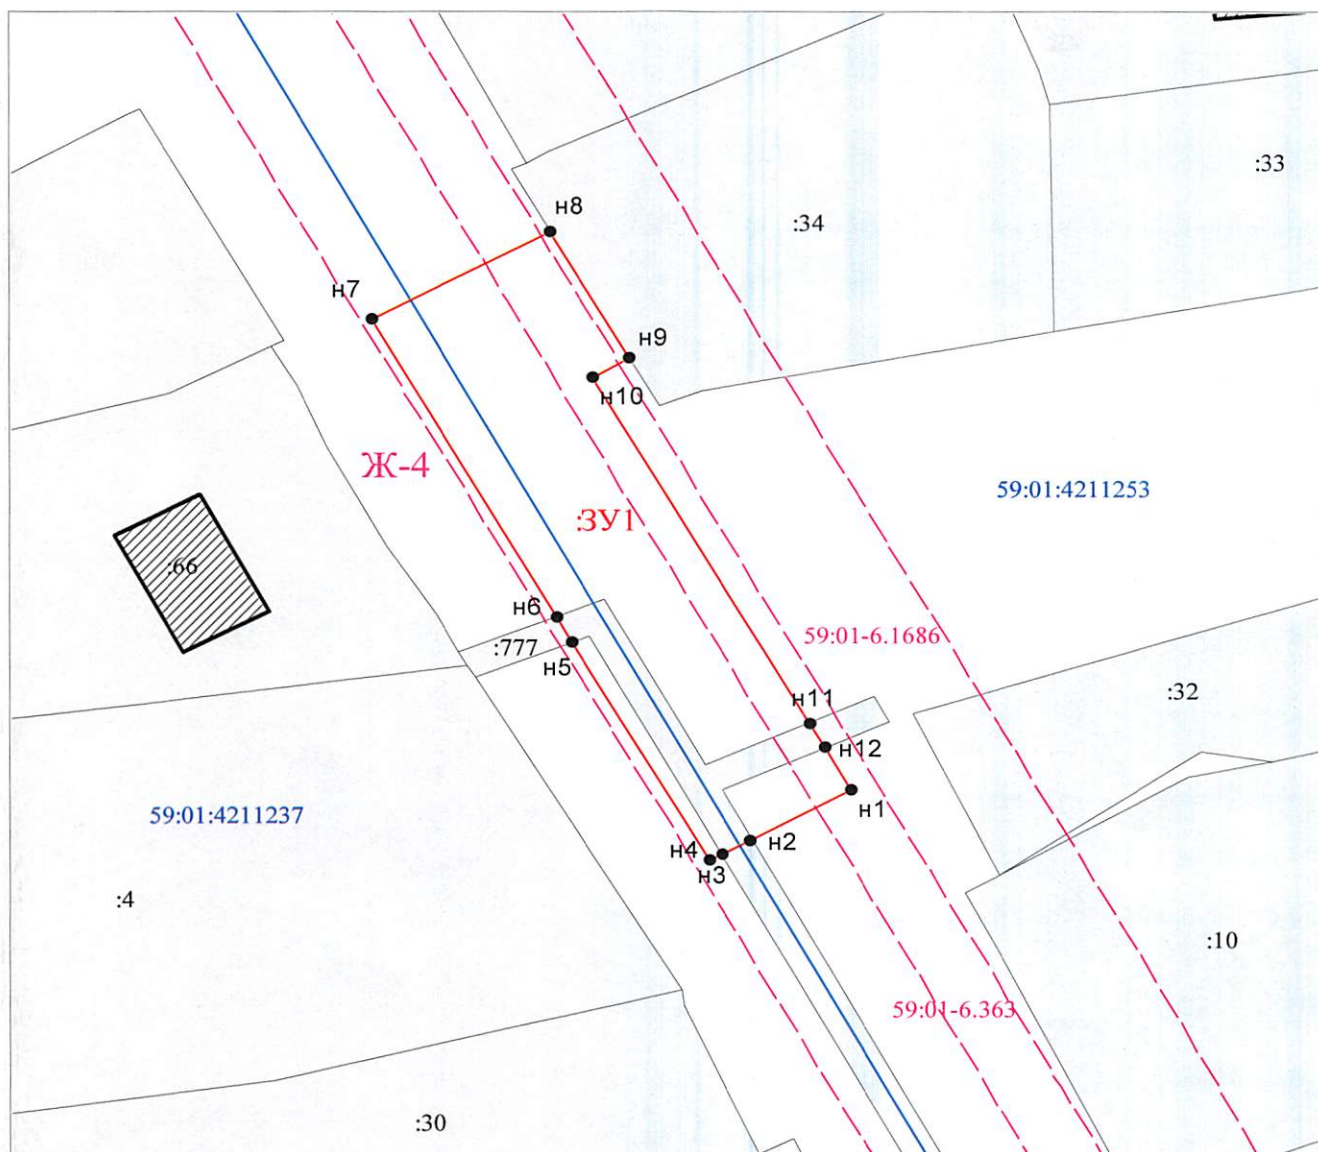 :33
н8
:34
н7
н9
н10
Ж-4
59:01:4211253
:ЗУ1
:66
н6
59:01-6.1686
:777
н5
:32
н11
н12
н1
59:01:4211237
н2
н4
н3
:4
:10
59:01-6.363
:30